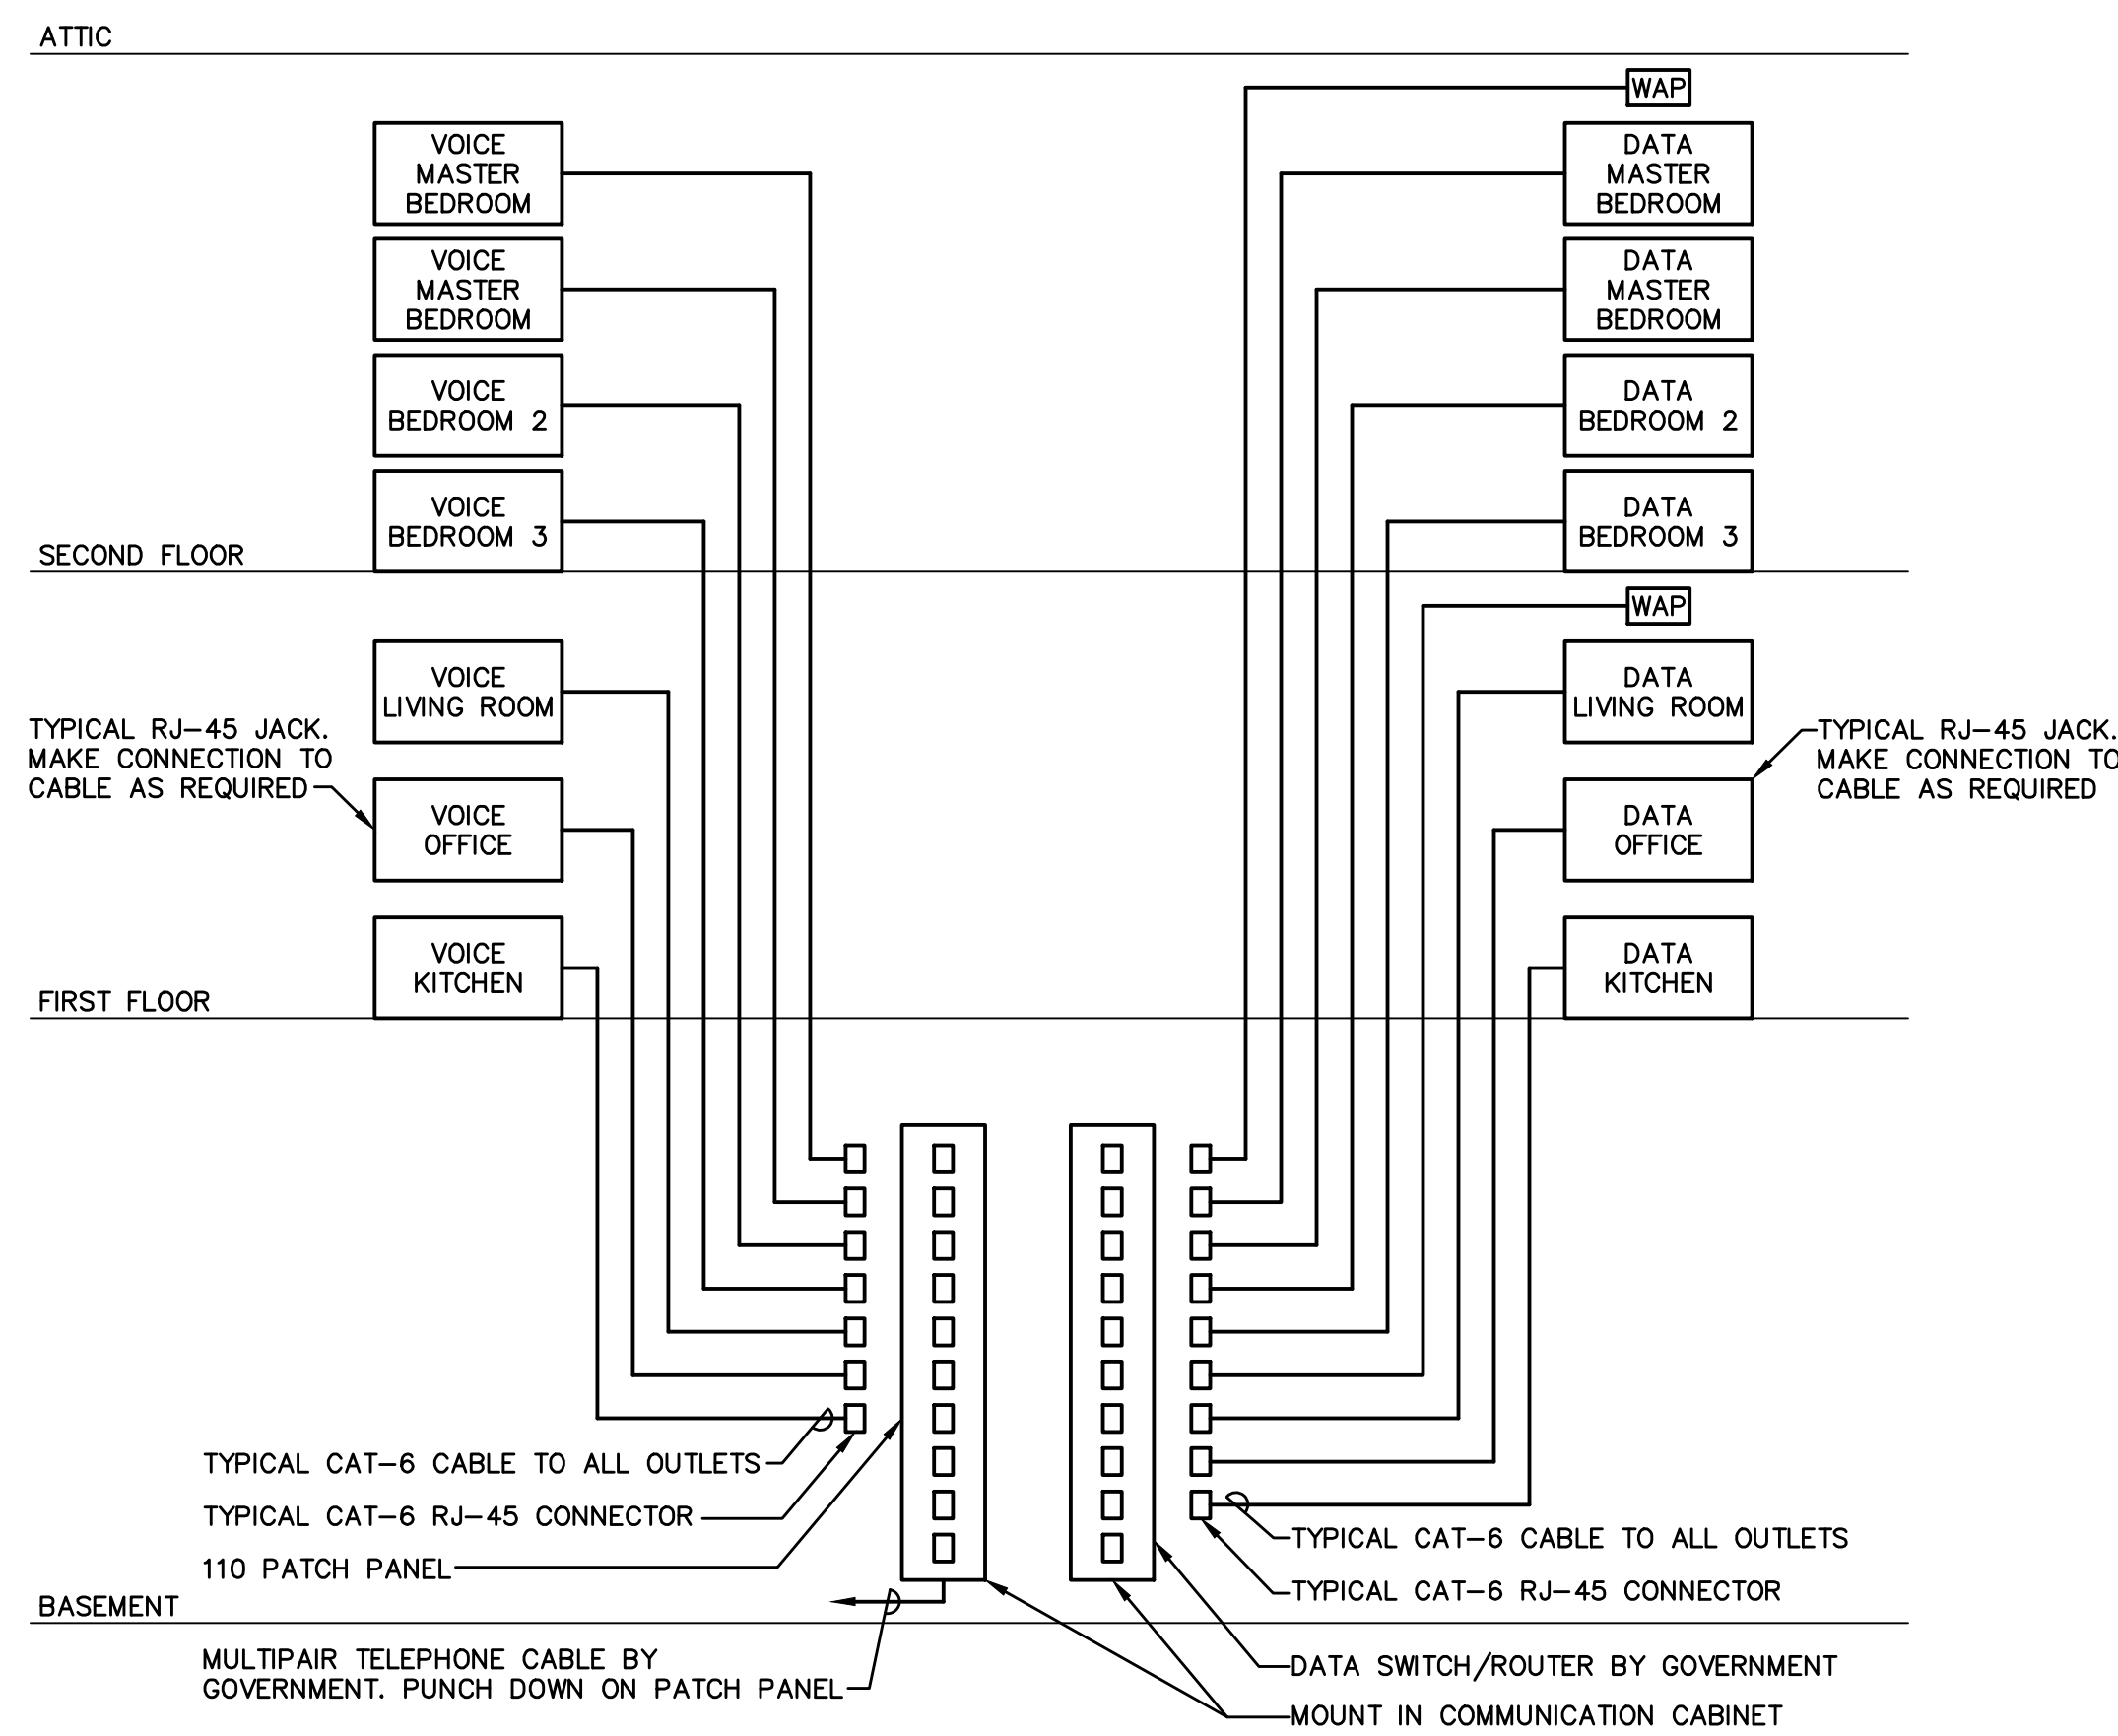 ATTIC
WAP
VOICE
MASTER
BEDROOM
DATA
MASTER
BEDROOM
VOICE
MASTER
BEDROOM
DATA
MASTER
BEDROOM
VOICE
BEDROOM 2
DATA
BEDROOM 2
VOICE
BEDROOM 3
DATA
BEDROOM 3
SECOND FLOOR
WAP
VOICE
LIVING ROOM
DATA
LIVING ROOM
TYPICAL RJ-45 JACK.
MAKE CONNECTION TO
CABLE AS REQUIRED
TYPICAL RJ-45 JACK.
MAKE CONNECTION TO
CABLE AS REQUIRED
VOICE
OFFICE
DATA
OFFICE
VOICE
KITCHEN
DATA
KITCHEN
FIRST FLOOR
TYPICAL CAT-6 CABLE TO ALL OUTLETS
TYPICAL CAT-6 RJ-45 CONNECTOR
110 PATCH PANEL
TYPICAL CAT-6 CABLE TO ALL OUTLETS
TYPICAL CAT-6 RJ-45 CONNECTOR
BASEMENT
MULTIPAIR TELEPHONE CABLE BY
GOVERNMENT. PUNCH DOWN ON PATCH PANEL
DATA SWITCH/ROUTER BY GOVERNMENT
MOUNT IN COMMUNICATION CABINET